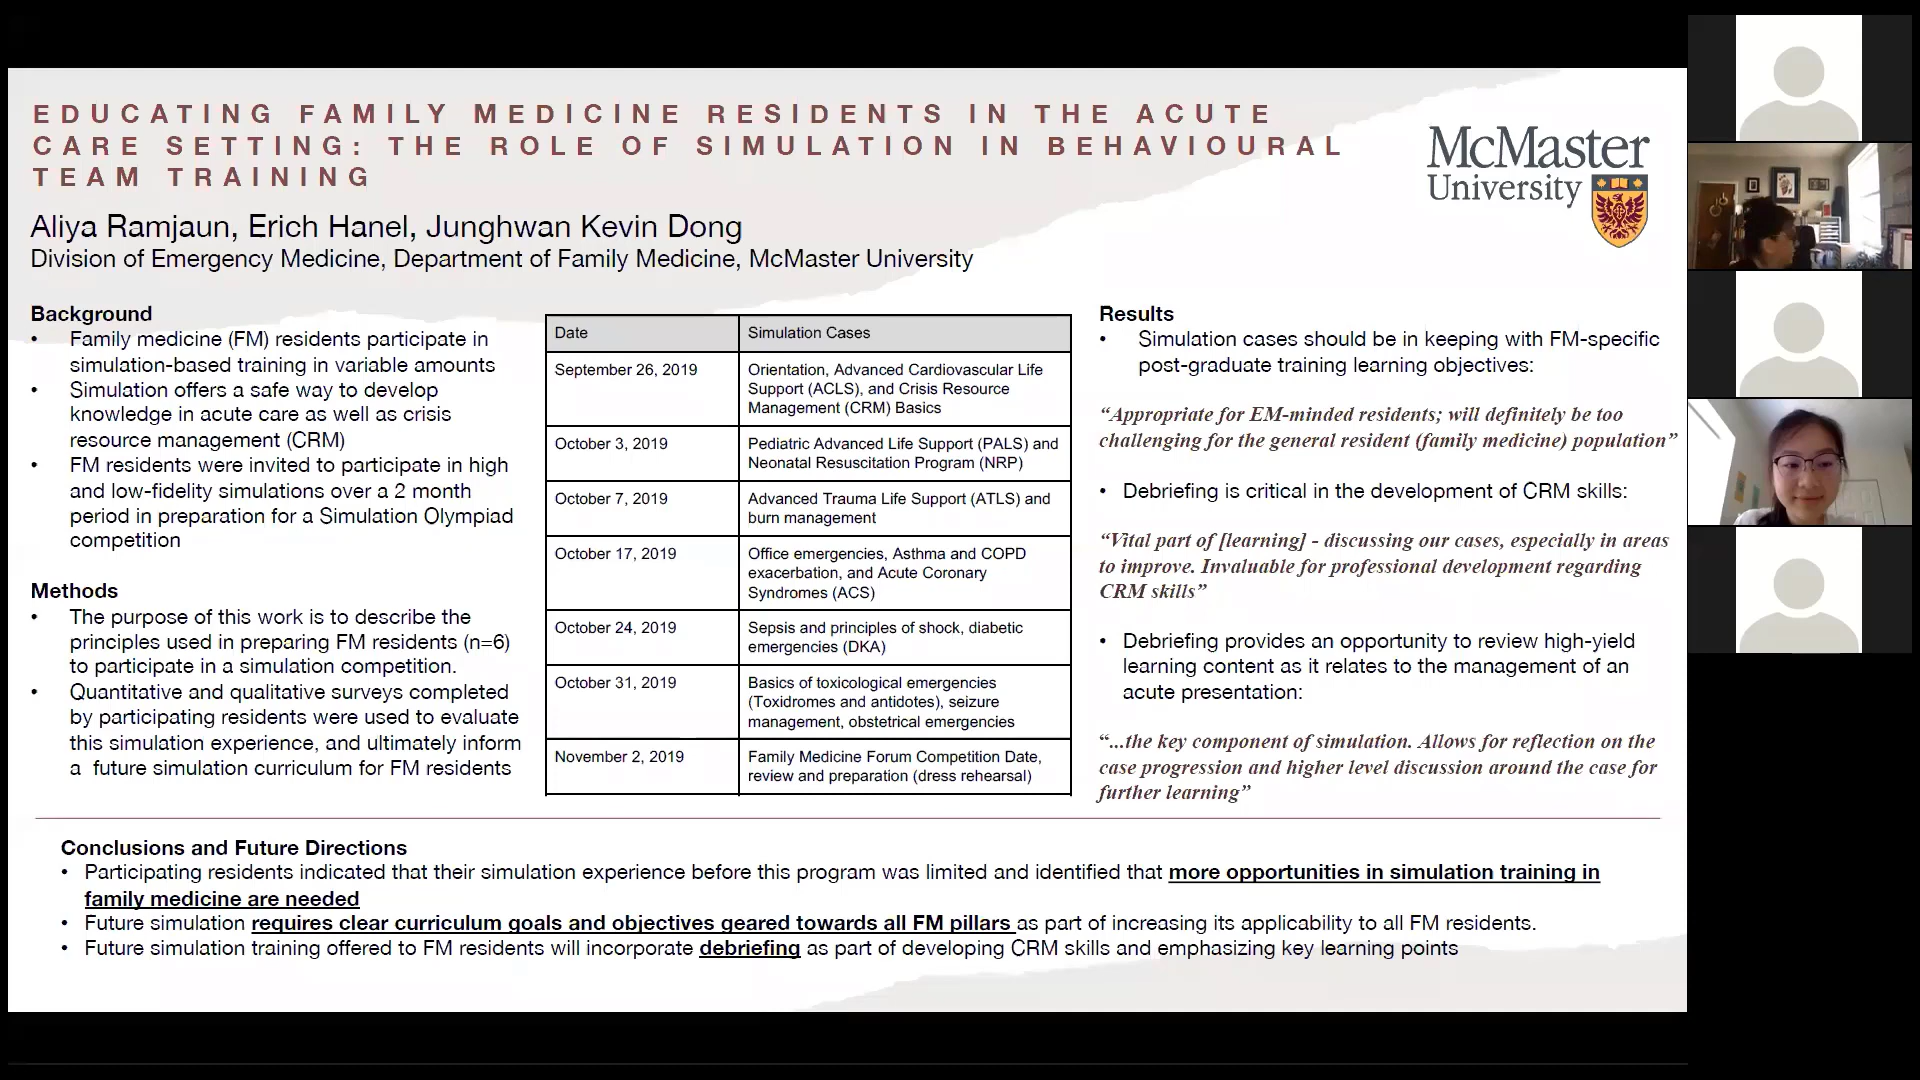 EDUCATING FAMILY MEDICINE RESIDENTS IN THE ACUTE
CARE SETTING: THE ROLE OF SIMULATION IN BEHAVIOURAL
TEAM TRAINING
McMaster
University
Aliya Ramjaun, Erich Hanel, Junghwan Kevin Dong
Division of Emergency Medicine, Department of Family Medicine, McMaster University
Background
• Family medicine (FM) residents participate in
simulation-based training in variable amounts
• Simulation offers a safe way to develop
knowledge in acute care as well as crisis
resource management (CRM)
• FM residents were invited to participate in high
and low-fidelity simulations over a 2 month
period in preparation for a Simulation Olympiad
competition
Methods
• The purpose of this work is to describe the
principles used in preparing FM residents (n=6)
to participate in a simulation competition.
• Quantitative and qualitative surveys completed
by participating residents were used to evaluate
this simulation experience, and ultimately inform
a  future simulation curriculum for FM residents
Date Simulation Cases
September 26, 2019 Orientation, Advanced Cardiovascular Life
Support (ACLS), and Crisis Resource
Management (CRM) Basics
October 3, 2019 Pediatric Advanced Life Support (PALS) and
Neonatal Resuscitation Program (NRP)
October 7, 2019 Advanced Trauma Life Support (ATLS) and
burn management
October 17, 2019 Office emergencies, Asthma and COPD
exacerbation, and Acute Coronary
Syndromes (ACS)
October 24, 2019 Sepsis and principles of shock, diabetic
emergencies (DKA)
October 31, 2019 Basics of toxicological emergencies
(Toxidromes and antidotes), seizure
management, obstetrical emergencies
November 2, 2019 Family Medicine Forum Competition Date,
review and preparation (dress rehearsal)
Results
• Simulation cases should be in keeping with FM-specific
post-graduate training learning objectives:
“Appropriate for EM-minded residents; will definitely be too
challenging for the general resident (family medicine) population”
• Debriefing is critical in the development of CRM skills:
“Vital part of [learning] - discussing our cases, especially in areas
to improve. Invaluable for professional development regarding
CRM skills”
• Debriefing provides an opportunity to review high-yield
learning content as it relates to the management of an
acute presentation:
“...the key component of simulation. Allows for reflection on the
case progression and higher level discussion around the case for
further learning”
Conclusions and Future Directions
• Participating residents indicated that their simulation experience before this program was limited and identified that more opportunities in simulation training in
family medicine are needed
• Future simulation requires clear curriculum goals and objectives geared towards all FM pillars as part of increasing its applicability to all FM residents.
• Future simulation training offered to FM residents will incorporate debriefing as part of developing CRM skills and emphasizing key learning points